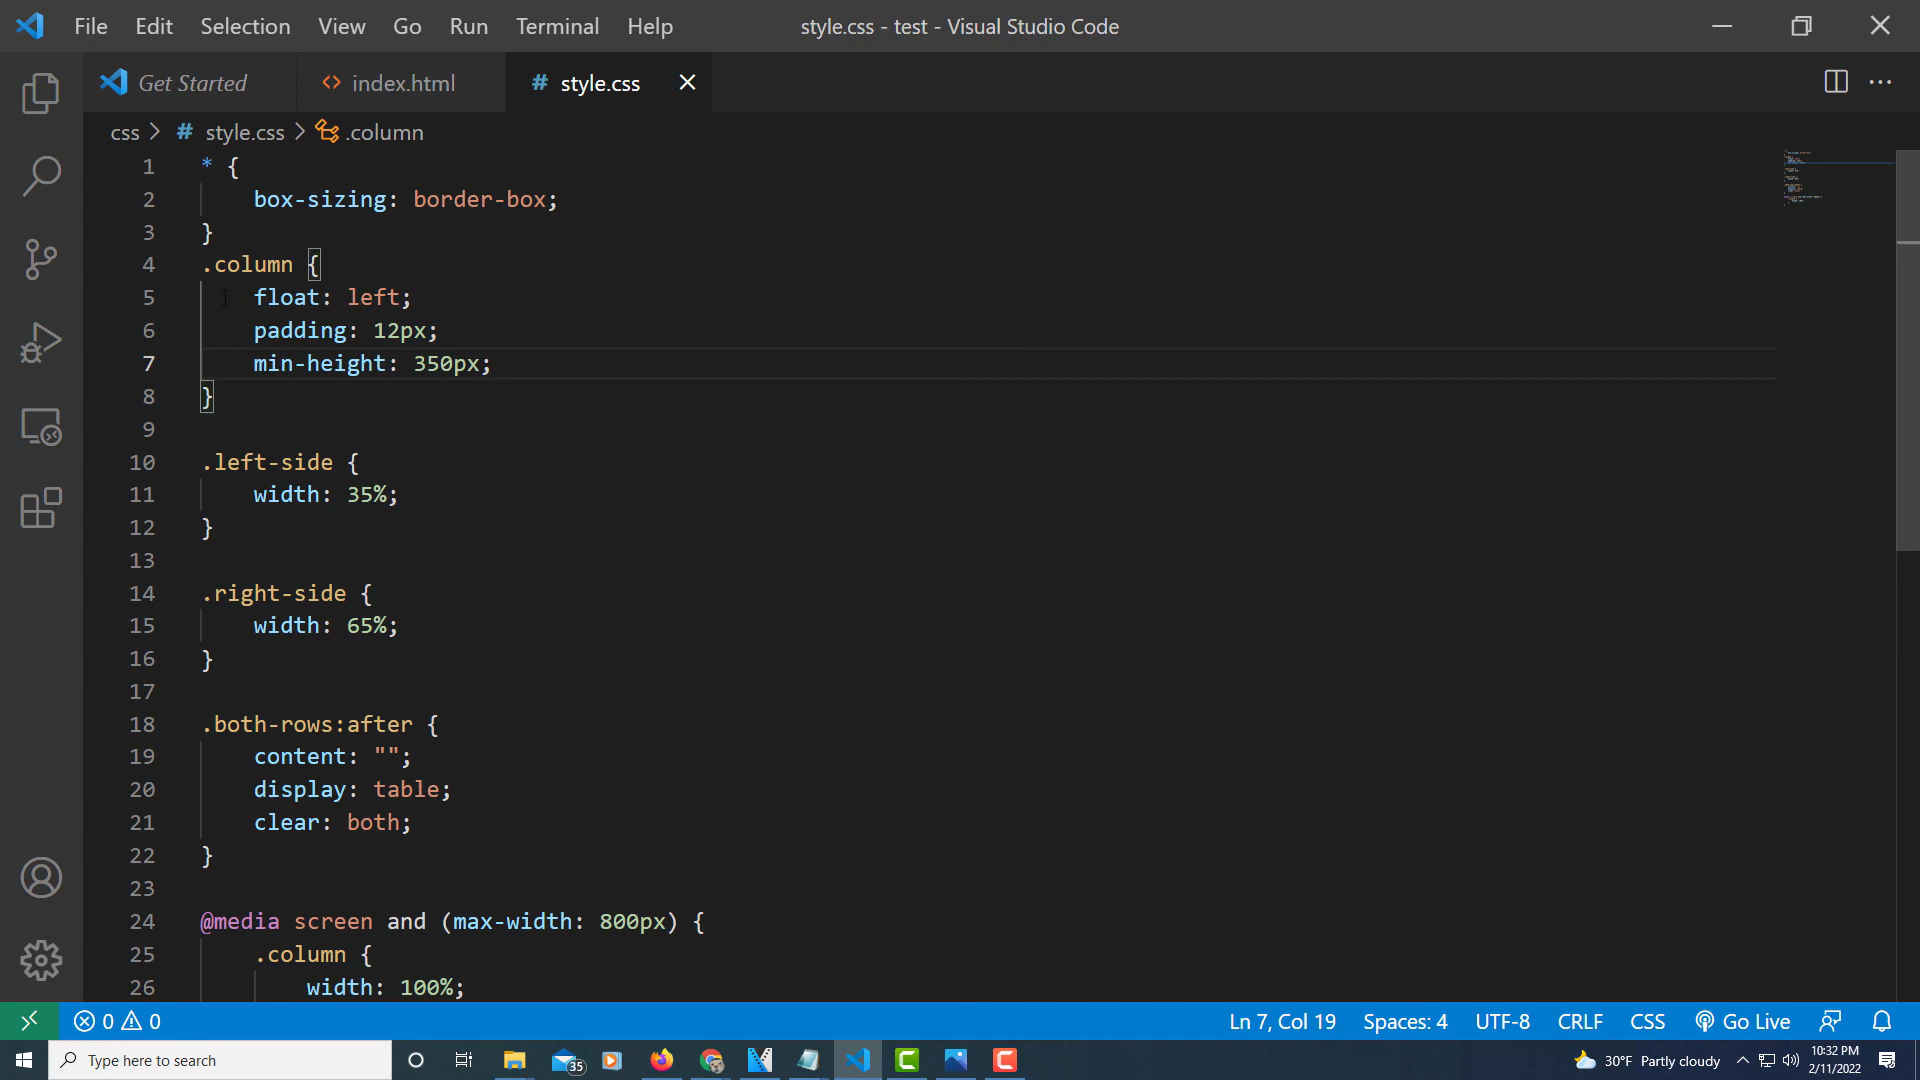 File Edit Selection View Go Run Terminal Help style.css - test - Visual Studio Code
Get Started index.html # style.css
css > # style.css > .column
1 * {
2 box-sizing: border-box;
3 }
4 .column {
5 float: left;
6 padding: 12px;
7 min-height: 350px;
8 }
9
10 .left-side {
11 width: 35%;
12 }
13
14 .right-side {
15 width: 65%;
16 }
17
18 .both-rows:after {
19 content: "";
20 display: table;
21 clear: both;
22 }
23
24 @media screen and (max-width: 800px) {
25 .column {
26 width: 100%;
0 0 Ln 7, Col 19 Spaces: 4 UTF-8 CRLF CSS Go Live
Type here to search 35 30°F Partly cloudy 10:32 PM
2/11/2022